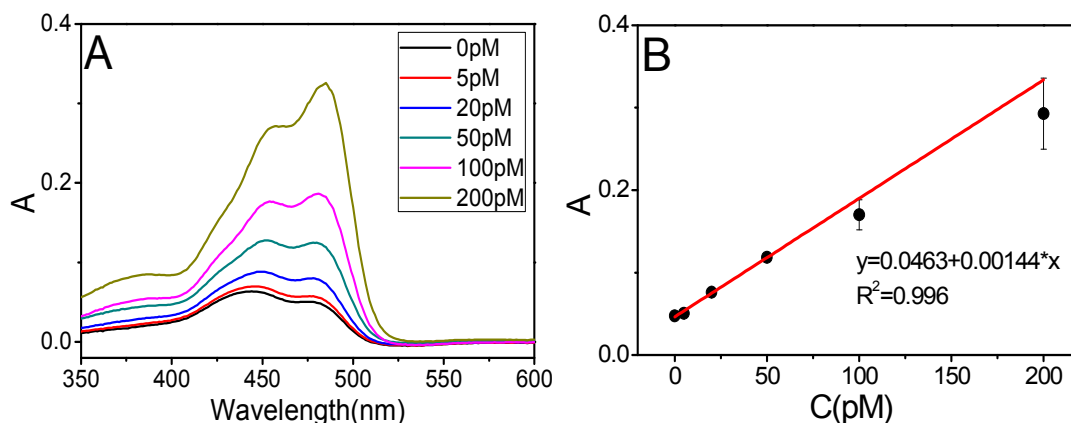 A
0pM
5pM
20pM
50pM
100pM
200pM
0.4
0.2
0.0
A
350 400 450 500 550 600
Wavelength(nm)
B
0.4
0.2
0.0
A
y=0.0463+0.00144*x
R²=0.996
0 50 100 150 200
C(pM)